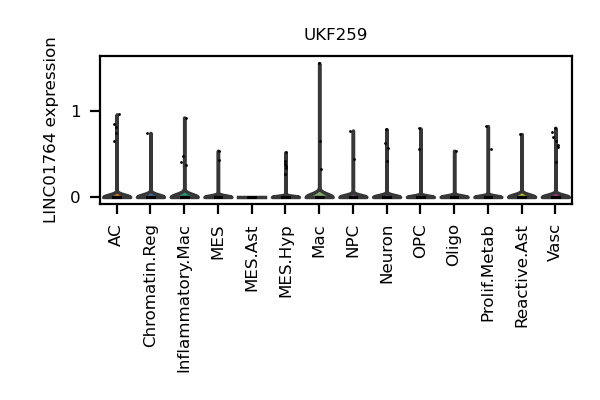 UKF259
LINC01764 expression
1
0
AC
Chromatin.Reg
Inflammatory.Mac
MES
MES.Ast
MES.Hyp
Mac
NPC
Neuron
OPC
Oligo
Prolif.Metab
Reactive.Ast
Vasc